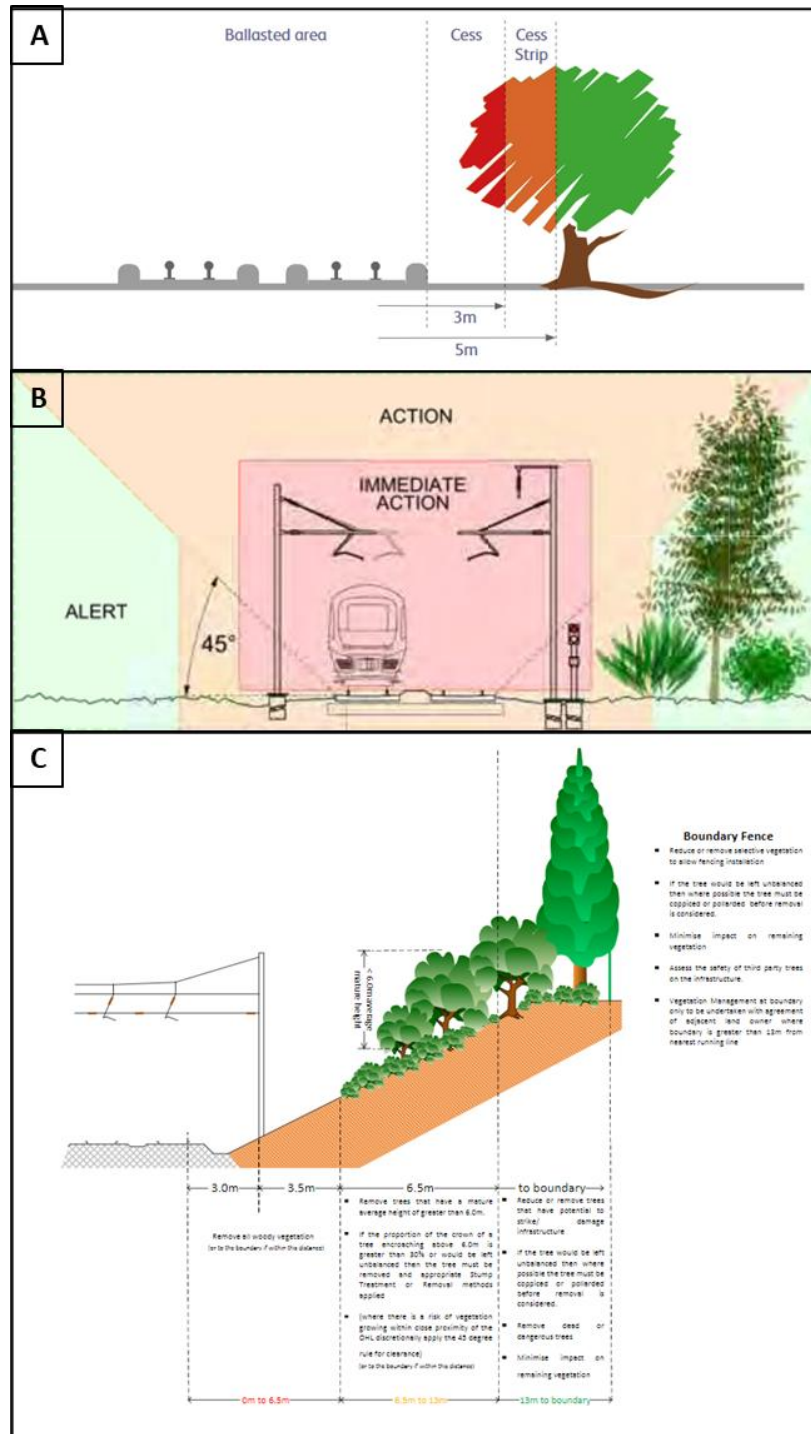 A
Ballasted area
Cess
Cess
Strip
3m
5m
B
ACTION
IMMEDIATE
ACTION
ALERT
45°
C
Boundary Fence
Reduce or remove selective vegetation
to allow fencing installation
If the tree would be left unbalanced
then where possible the tree must be
coppiced or pollarded before removal
is considered.
Minimise impact on remaining
vegetation
Assess the safety of third party trees
on the infrastructure.
Vegetation Management at boundary
only to be undertaken with agreement
of adjacent land owner where
boundary is greater than 13m from
nearest running line
< 6.0m average
mature height
3.0m
3.5m
6.5m
to boundary
Remove all woody vegetation
(or to the boundary if within this distance)
Remove trees that have a mature
average height of greater than 6.0m.
If the proportion of the crown of a
tree encroaching above 6.0m is
greater than 30% or would be left
unbalanced then the tree must be
removed and appropriate Stump
Treatment or Removal methods
applied
(where there is a risk of vegetation
growing within close proximity of the
OHL discretionally apply the 45 degree
rule for clearance)
(or to the boundary if within this distance)
Reduce or remove trees
that have potential to
strike/ damage
infrastructure
If the tree would be left
unbalanced then where
possible the tree must be
coppiced or pollarded
before removal is
considered.
Remove dead or
dangerous trees
Minimise impact on
remaining vegetation
0m to 6.5m
6.5m to 13m
13m to boundary